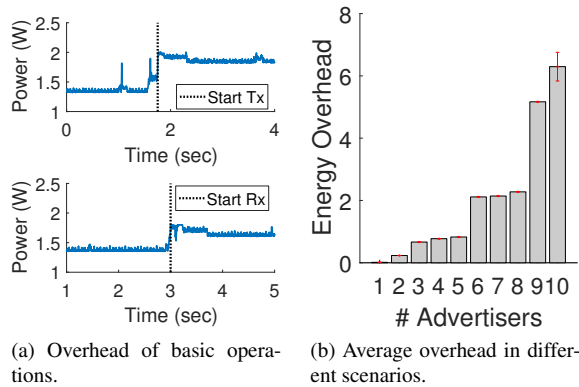 Power (W)
2.5
2
1.5
1
Start Tx
0 2 4
Time (sec)
Power (W)
2.5
2
1.5
1
Start Rx
1 2 3 4 5
Time (sec)
(a) Overhead of basic opera-
tions.
Energy Overhead
8
6
4
2
0
1 2 3 4 5 6 7 8 9 10
# Advertisers
(b) Average overhead in differ-
ent scenarios.